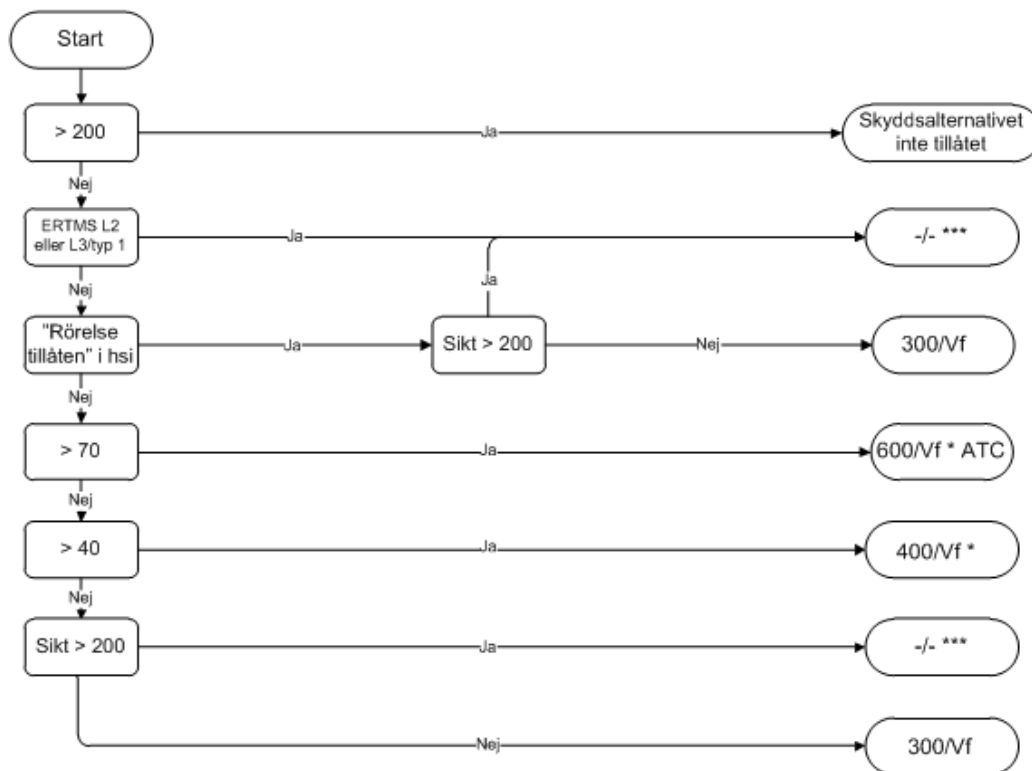 Start
> 200
Ja
Skyddsalternativet
inte tillåtet
Nej
ERTMS L2
eller L3/typ 1
Ja
-/- ***
Nej
Ja
"Rörelse
tillåten" i hsi
Ja
Sikt > 200
Nej
300/Vf
Nej
> 70
Ja
600/Vf * ATC
Nej
> 40
Ja
400/Vf *
Nej
Sikt > 200
Ja
-/- ***
Nej
300/Vf